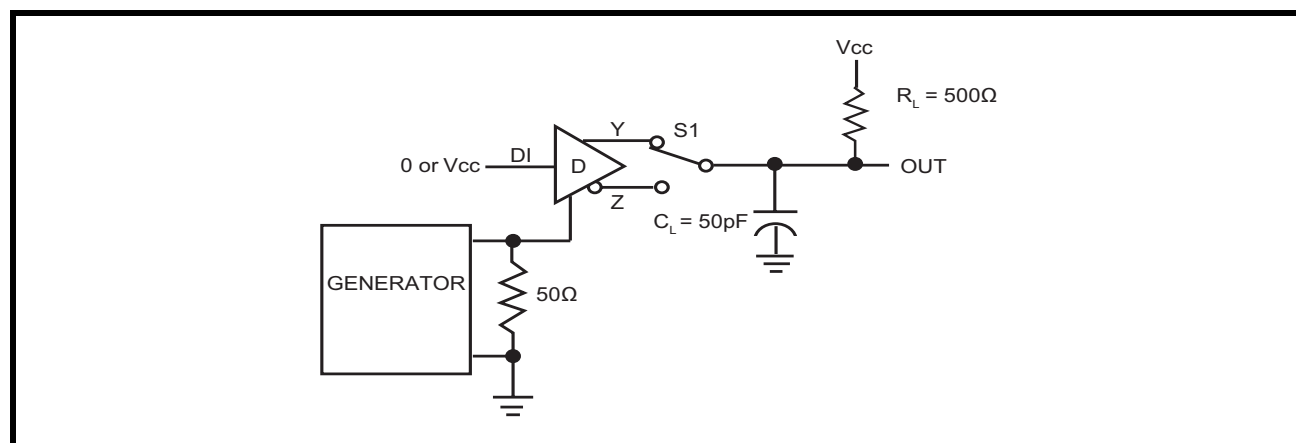 Vcc
R_L = 500Ω
Y
S1
0 or Vcc
DI
D
OUT
Z
C_L = 50pF
GENERATOR
50Ω